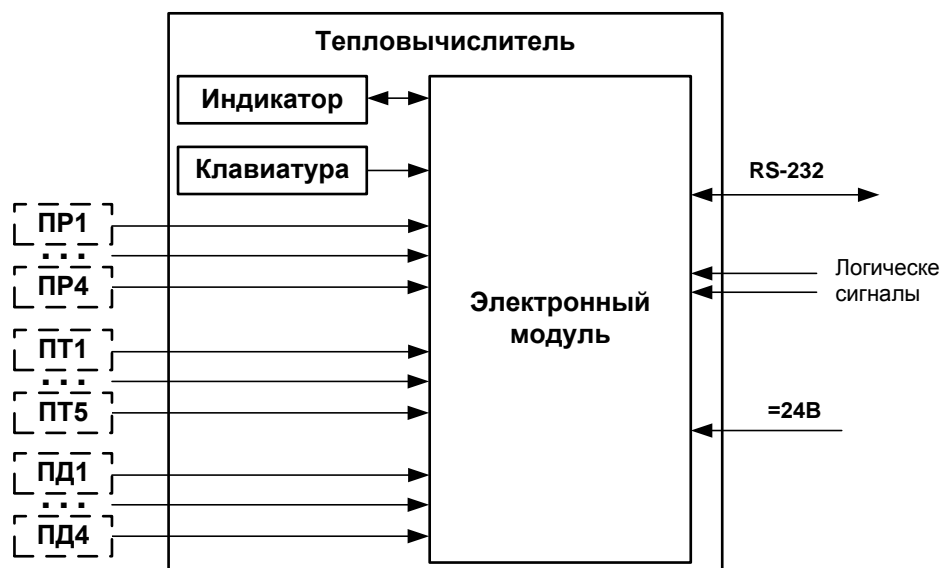 Тепловычислитель
Индикатор
Клавиатура
ПР1
. . .
ПР4
ПТ1
. . .
ПТ5
ПД1
. . .
ПД4
Электронный
модуль
RS-232
Логическе
сигналы
=24В